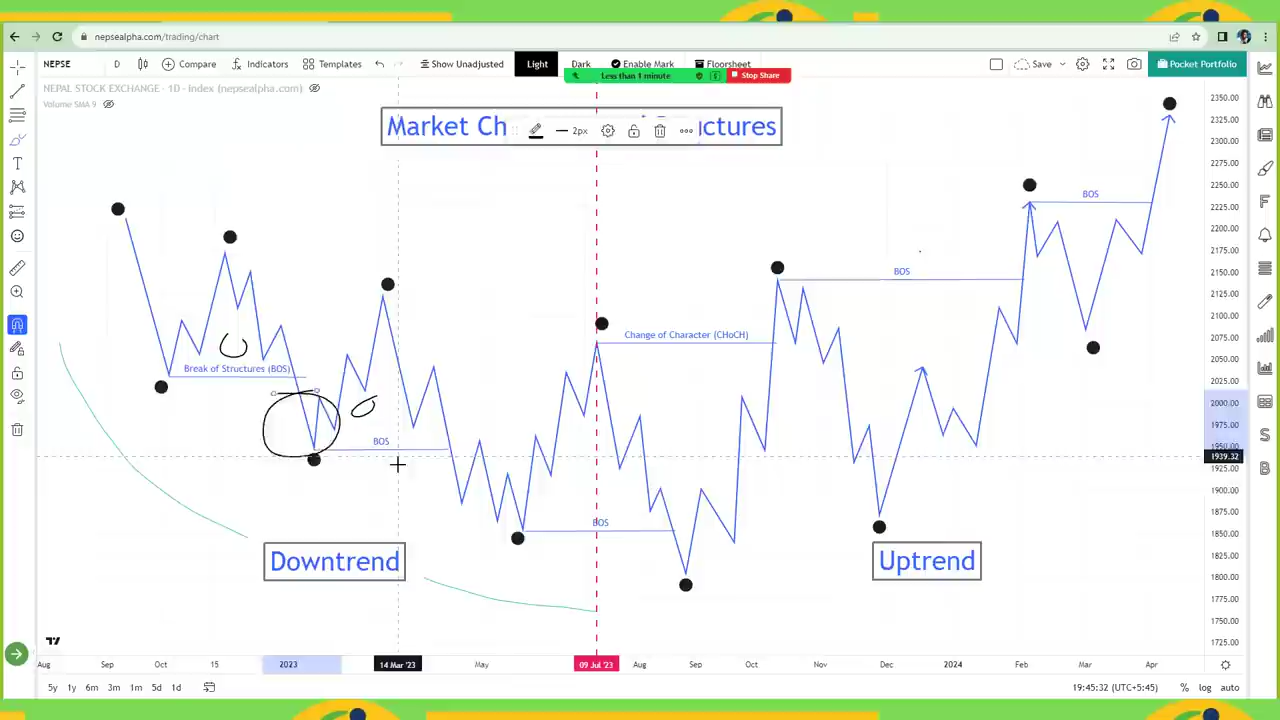 nepsealpha.com/trading/chart
NEPSE D Compare Indicators Templates Show Unadjusted Light Dark Enable Mark Floorsheet Save Pocket Portfolio
Less than 1 minute Stop Share
NEPAL STOCK EXCHANGE · 1D · Index (nepsealpha.com)
Volume SMA 9
2px
Market Ch
uctures
BOS
BOS
Change of Character (CHoCH)
Break of Structures (BOS)
BOS
BOS
Downtrend
Uptrend
2350.00
2325.00
2300.00
2275.00
2250.00
2225.00
2200.00
2175.00
2150.00
2125.00
2100.00
2075.00
2050.00
2025.00
2000.00
1975.00
1950.00
1939.32
1925.00
1900.00
1875.00
1850.00
1825.00
1800.00
1775.00
1750.00
1725.00
Aug Sep Oct 15 2023 14 Mar '23 May 09 Jul '23 Aug Sep Oct Nov Dec 2024 Feb Mar Apr
5y 1y 6m 3m 1m 5d 1d 19:45:32 (UTC+5:45) % log auto